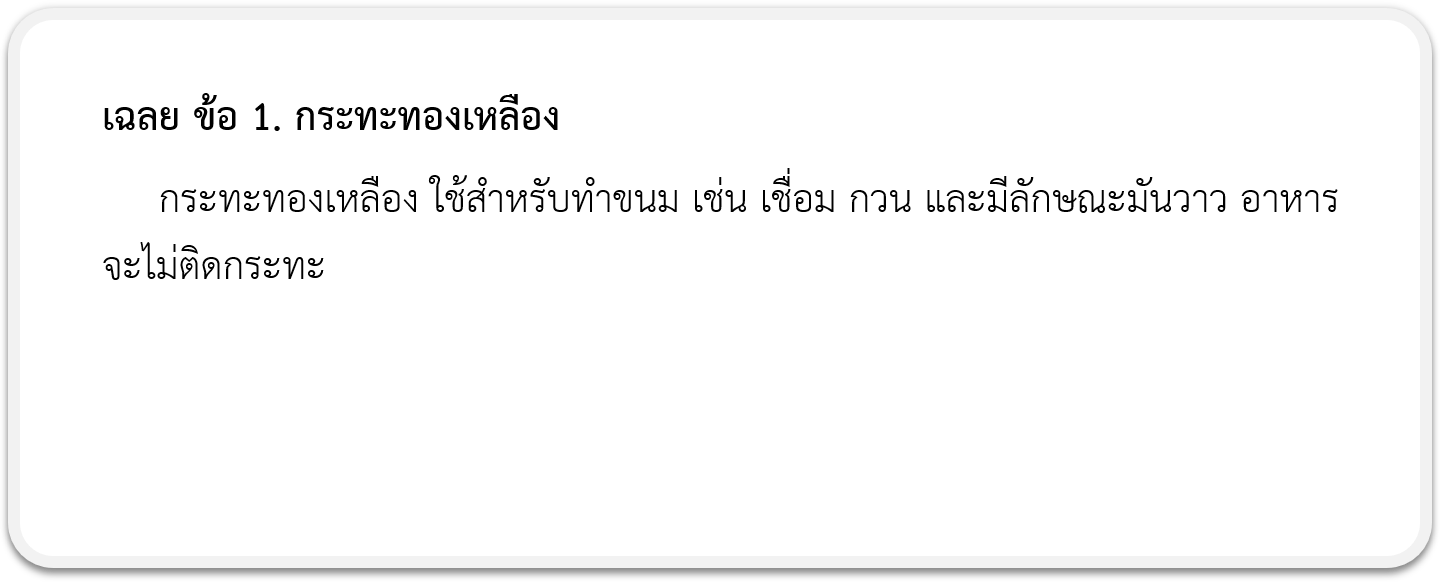 เฉลย ข้อ 1. กระทะทองเหลือง
กระทะทองเหลือง ใช้สำหรับทำขนม เช่น เชื่อม กวน และมีลักษณะมันวาว อาหาร
จะไม่ติดกระทะ